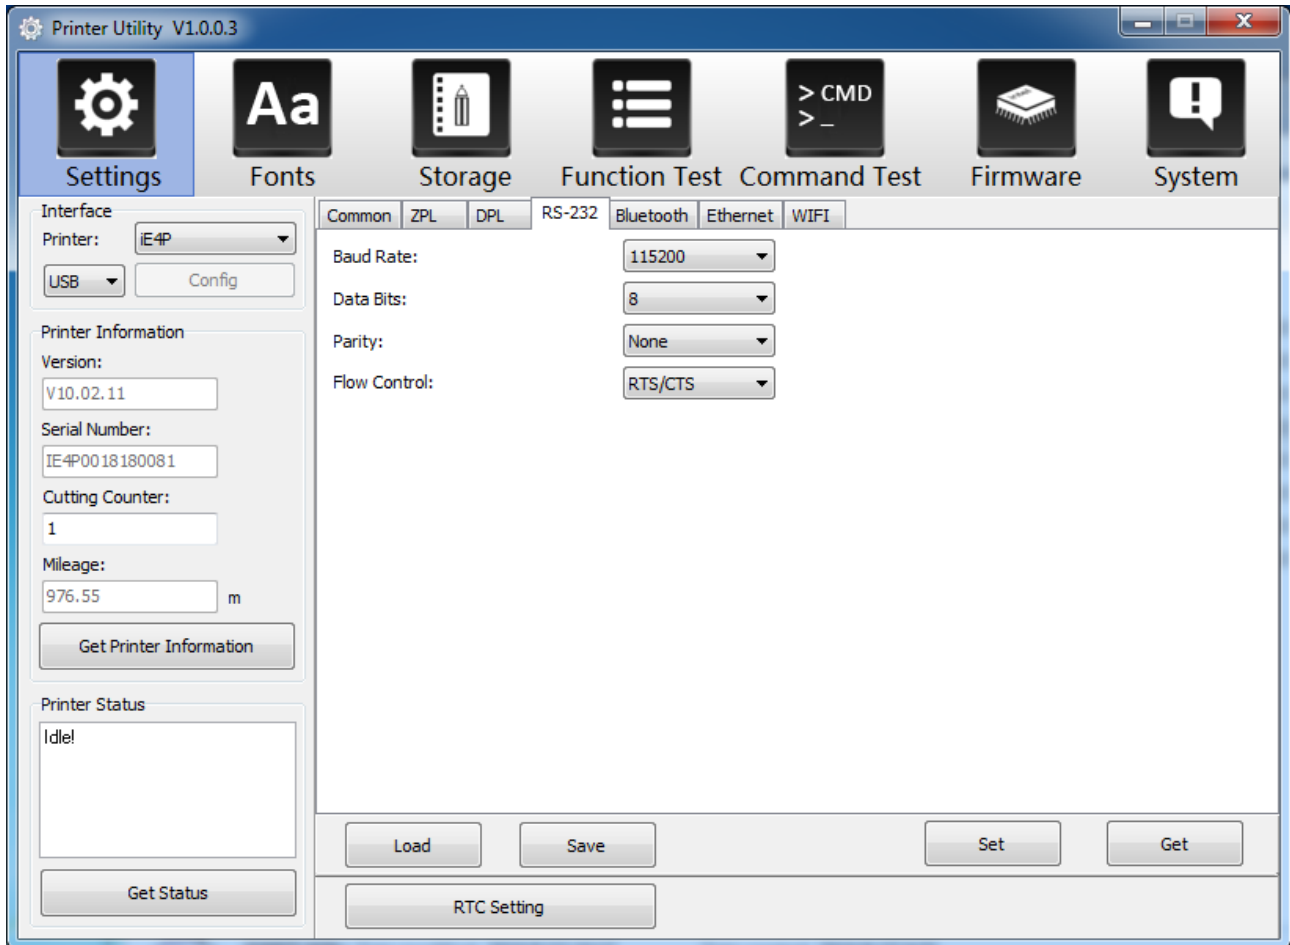 Printer Utility V1.0.0.3
> CMD
> _
Aa
Settings Fonts Storage Function Test Command Test Firmware System
Interface
Printer: iE4P
USB Config
Printer Information
Version:
V10.02.11
Serial Number:
IE4P0018180081
Cutting Counter:
1
Mileage:
976.55 m
Get Printer Information
Printer Status
Idle!
Get Status
Common ZPL DPL RS-232 Bluetooth Ethernet WIFI
Baud Rate: 115200
Data Bits: 8
Parity: None
Flow Control: RTS/CTS
Load Save Set Get
RTC Setting